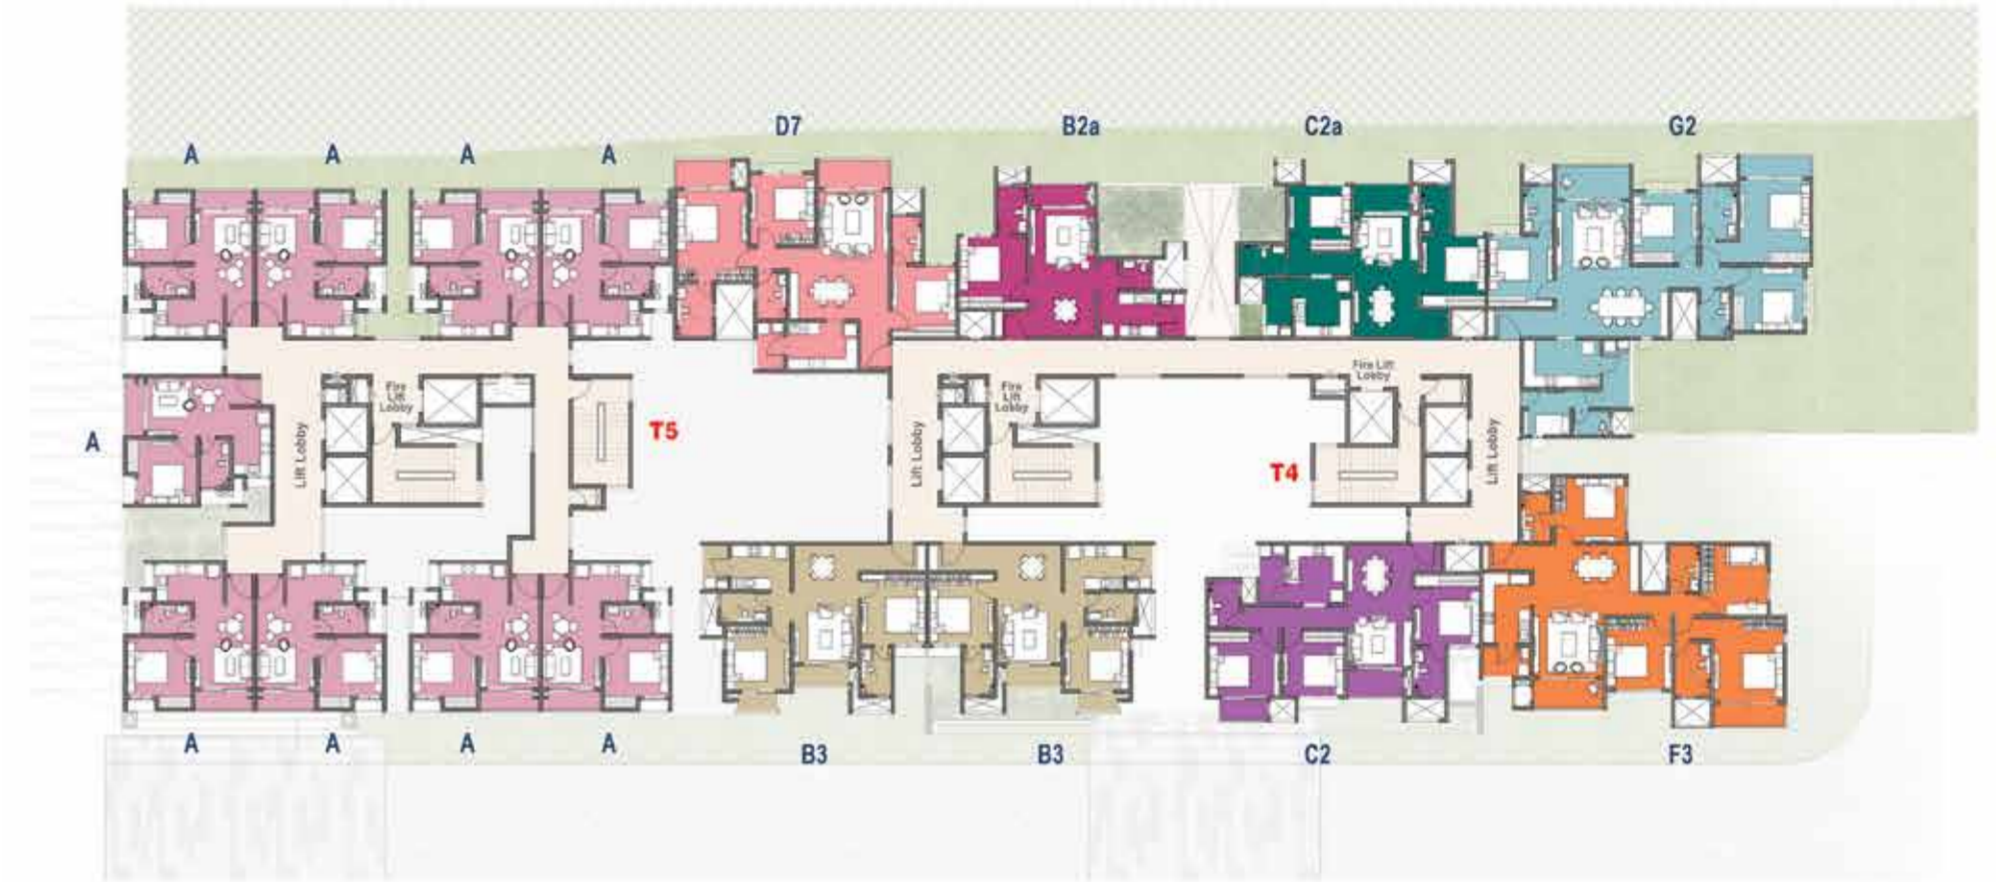 D7
B2a
C2a
G2
A
A
A
A
Fire Lift
Lobby
Fire
Lift
Lobby
Fire
Lift
Lobby
T5
A
Lift Lobby
Lift Lobby
T4
Lift Lobby
A
A
A
A
B3
B3
C2
F3